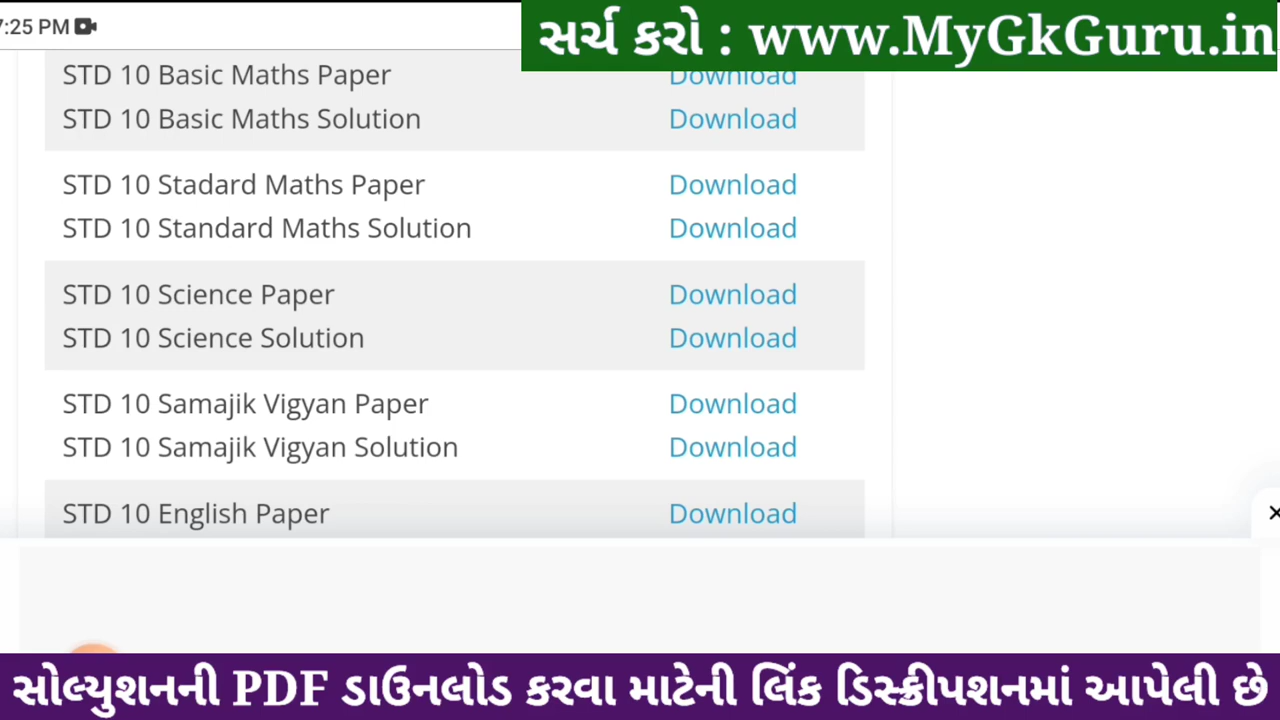 7:25 PM
સર્ચ કરો : www.MyGkGuru.in
STD 10 Basic Maths Paper Download
STD 10 Basic Maths Solution Download
STD 10 Stadard Maths Paper Download
STD 10 Standard Maths Solution Download
STD 10 Science Paper Download
STD 10 Science Solution Download
STD 10 Samajik Vigyan Paper Download
STD 10 Samajik Vigyan Solution Download
STD 10 English Paper Download
સોલ્યુશનની PDF ડાઉનલોડ કરવા માટેની લિંક ડિસ્ક્રીપશનમાં આપેલી છે